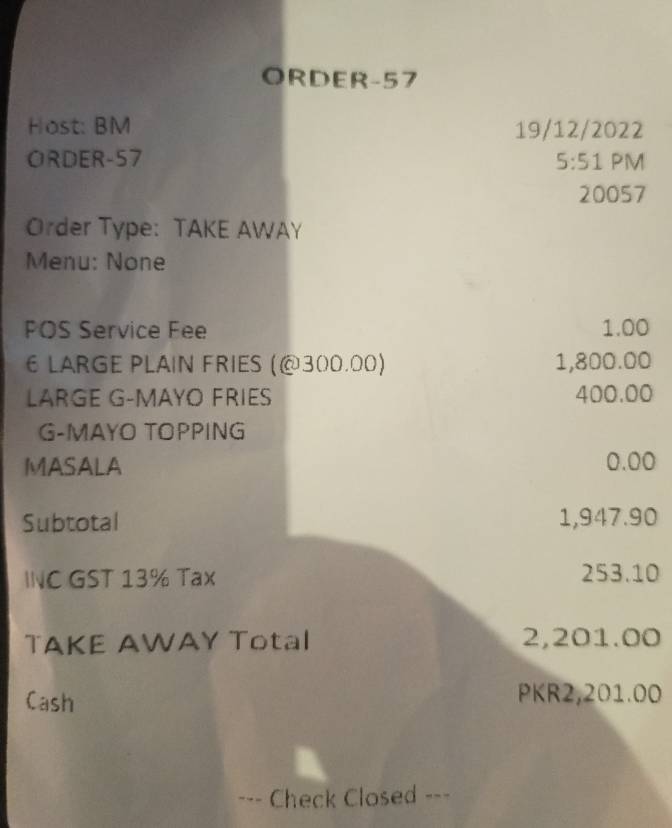 ORDER-57
Host: BM 19/12/2022
ORDER-57 5:51 PM
20057
Order Type: TAKE AWAY
Menu: None
POS Service Fee 1.00
6 LARGE PLAIN FRIES (@300.00) 1,800.00
LARGE G-MAYO FRIES 400.00
G-MAYO TOPPING
MASALA 0.00
Subtotal 1,947.90
INC GST 13% Tax 253.10
TAKE AWAY Total 2,201.00
Cash PKR2,201.00
--- Check Closed ---